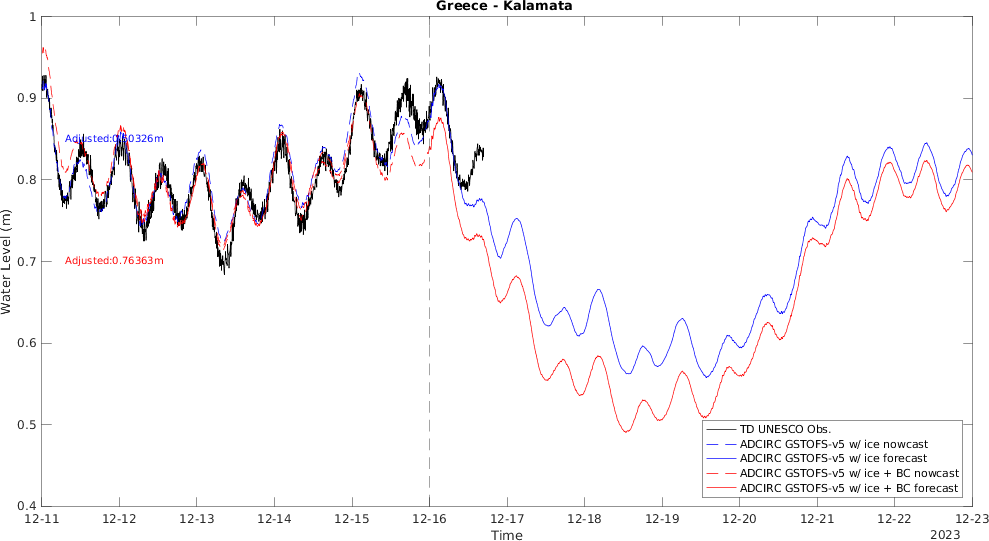 Greece - Kalamata
Water Level (m)
1
0.9
0.8
0.7
0.6
0.5
0.4
Adjusted:0.60326m
Adjusted:0.76363m
TD UNESCO Obs.
ADCIRC GSTOFS-v5 w/ ice nowcast
ADCIRC GSTOFS-v5 w/ ice forecast
ADCIRC GSTOFS-v5 w/ ice + BC nowcast
ADCIRC GSTOFS-v5 w/ ice + BC forecast
12-11 12-12 12-13 12-14 12-15 12-16 12-17 12-18 12-19 12-20 12-21 12-22 12-23
Time
2023